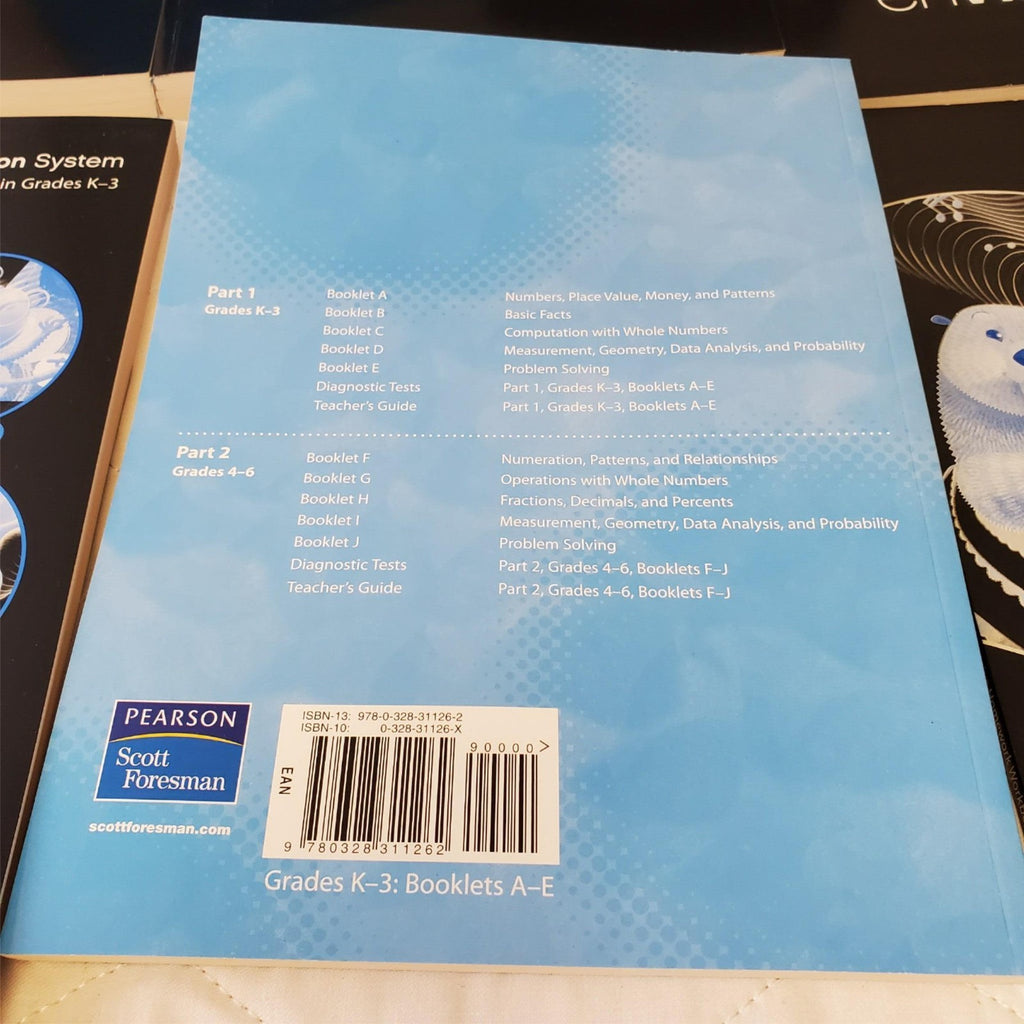 on System
in Grades K–3
Part 1
Grades K–3
Booklet A Numbers, Place Value, Money, and Patterns
Booklet B Basic Facts
Booklet C Computation with Whole Numbers
Booklet D Measurement, Geometry, Data Analysis, and Probability
Booklet E Problem Solving
Diagnostic Tests Part 1, Grades K–3, Booklets A–E
Teacher's Guide Part 1, Grades K–3, Booklets A–E
Part 2
Grades 4–6
Booklet F Numeration, Patterns, and Relationships
Booklet G Operations with Whole Numbers
Booklet H Fractions, Decimals, and Percents
Booklet I Measurement, Geometry, Data Analysis, and Probability
Booklet J Problem Solving
Diagnostic Tests Part 2, Grades 4–6, Booklets F–J
Teacher's Guide Part 2, Grades 4–6, Booklets F–J
PEARSON
Scott
Foresman
scottforesman.com
ISBN-13: 978-0-328-31126-2
ISBN-10: 0-328-31126-X
90000>
EAN
9 780328 311262
Grades K–3: Booklets A–E